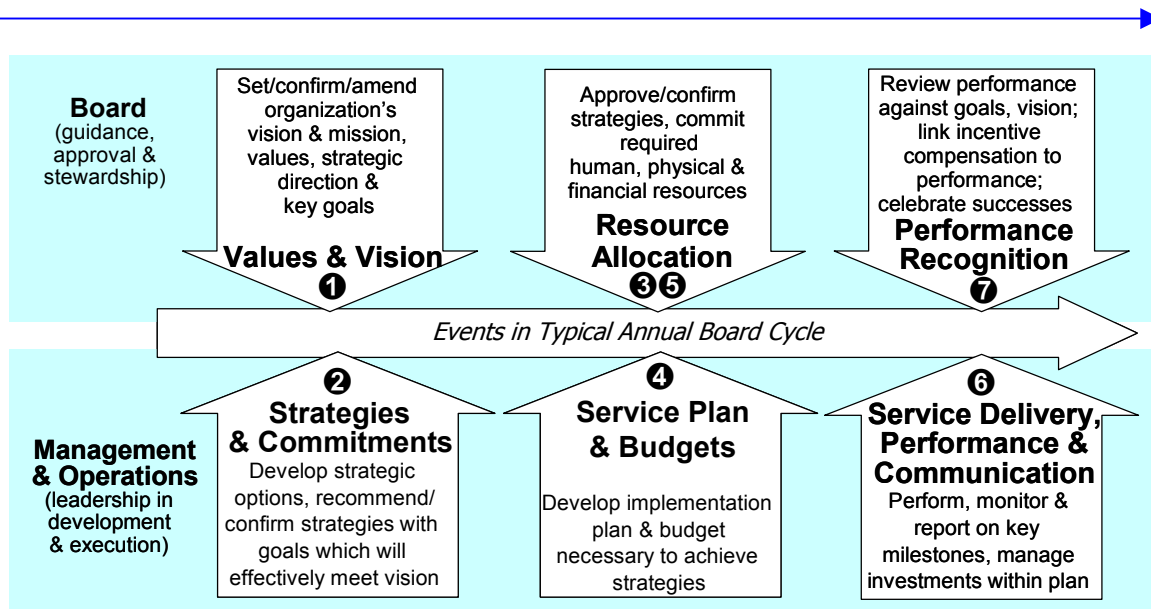 Board
(guidance,
approval &
stewardship)
Set/confirm/amend
organization's
vision & mission,
values, strategic
direction &
key goals
Values & Vision
❶
Approve/confirm
strategies, commit
required
human, physical &
financial resources
Resource
Allocation
❸❺
Review performance
against goals, vision;
link incentive
compensation to
performance;
celebrate successes
Performance
Recognition
❼
Events in Typical Annual Board Cycle
Management
& Operations
(leadership in
development
& execution)
❷
Strategies
& Commitments
Develop strategic
options, recommend/
confirm strategies with
goals which will
effectively meet vision
❹
Service Plan
& Budgets
Develop implementation
plan & budget
necessary to achieve
strategies
❻
Service Delivery,
Performance &
Communication
Perform, monitor &
report on key
milestones, manage
investments within plan